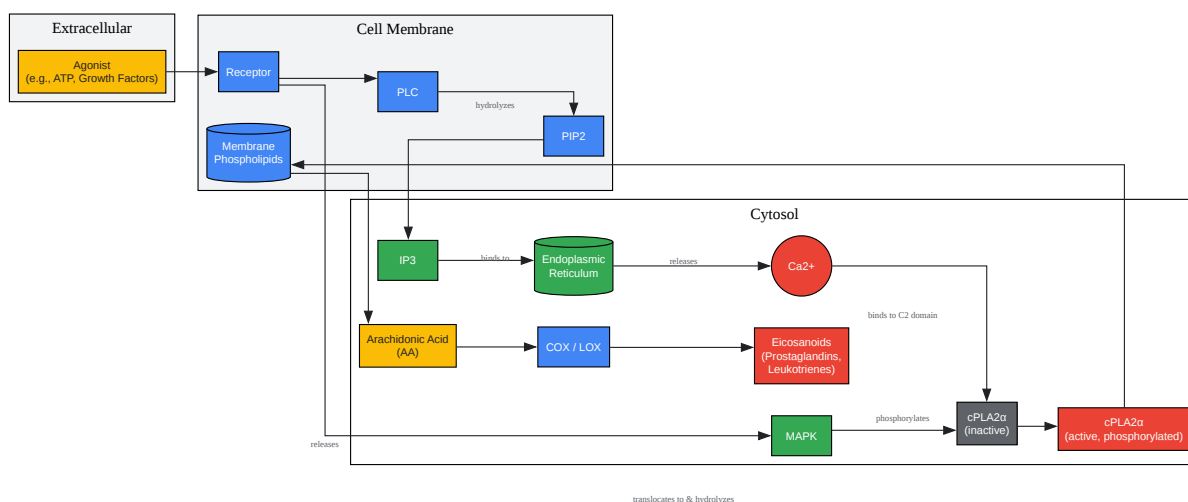 Extracellular
Cell Membrane
Agonist
(e.g., ATP, Growth Factors)
Receptor
PLC
hydrolyzes
PIP2
Membrane
Phospholipids
Cytosol
IP3
binds to
Endoplasmic
Reticulum
releases
Ca2+
binds to C2 domain
Arachidonic Acid
(AA)
COX / LOX
Eicosanoids
(Prostaglandins,
Leukotrienes)
releases
MAPK
phosphorylates
cPLA2α
(inactive)
cPLA2α
(active, phosphorylated)
translocates to & hydrolyzes